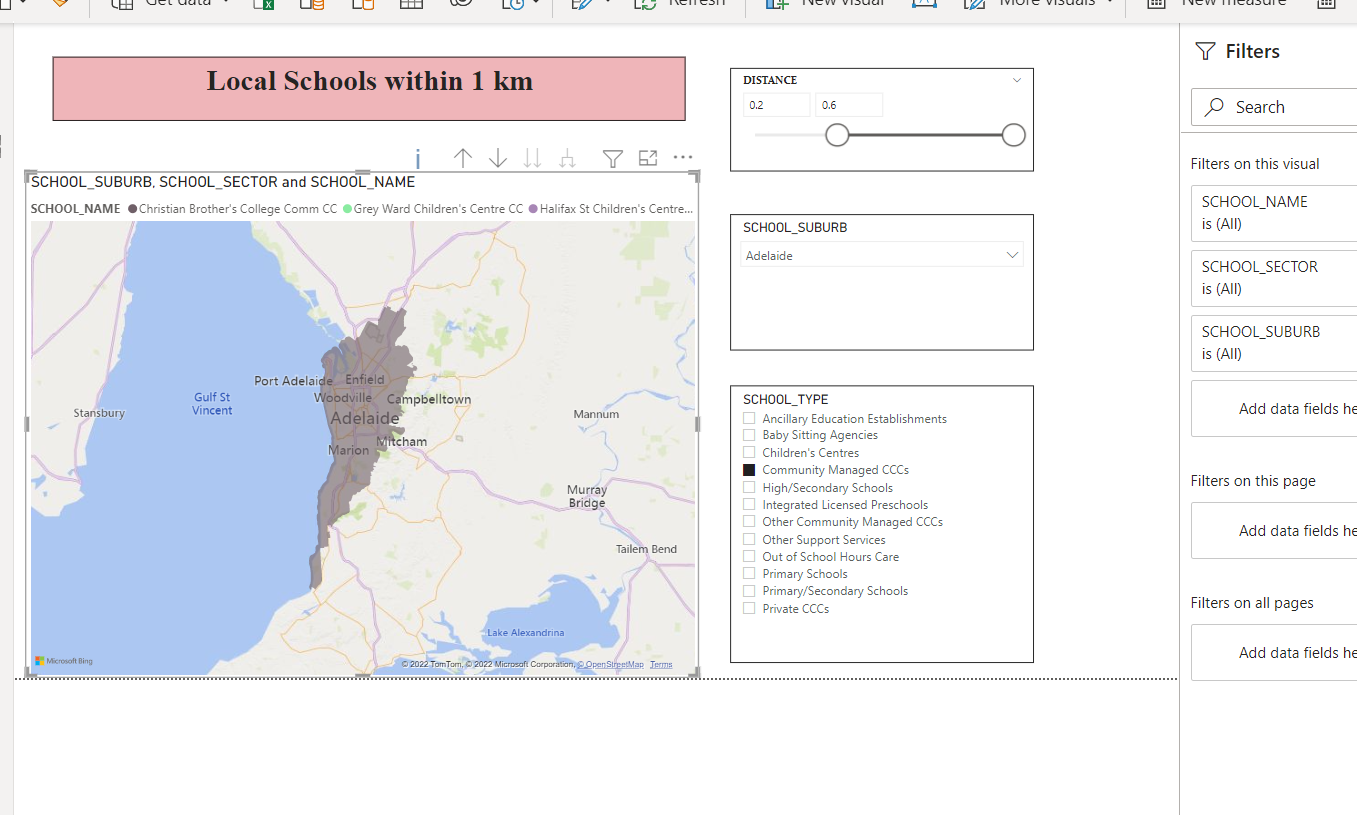 Get data
Refresh
New visual
More visuals
New measure
Local Schools within 1 km
DISTANCE
0.2
0.6
SCHOOL_SUBURB, SCHOOL_SECTOR and SCHOOL_NAME
SCHOOL_NAME Christian Brother's College Comm CC Grey Ward Children's Centre CC Halifax St Children's Centre...
Port Adelaide
Enfield
Woodville
Campbelltown
Adelaide
Mitcham
Marion
Gulf St
Vincent
Stansbury
Mannum
Murray
Bridge
Tailem Bend
Lake Alexandrina
Microsoft Bing
© 2022 TomTom, © 2022 Microsoft Corporation, © OpenStreetMap Terms
SCHOOL_SUBURB
Adelaide
SCHOOL_TYPE
Ancillary Education Establishments
Baby Sitting Agencies
Children's Centres
Community Managed CCCs
High/Secondary Schools
Integrated Licensed Preschools
Other Community Managed CCCs
Other Support Services
Out of School Hours Care
Primary Schools
Primary/Secondary Schools
Private CCCs
Filters
Search
Filters on this visual
SCHOOL_NAME
is (All)
SCHOOL_SECTOR
is (All)
SCHOOL_SUBURB
is (All)
Add data fields he
Filters on this page
Add data fields he
Filters on all pages
Add data fields he